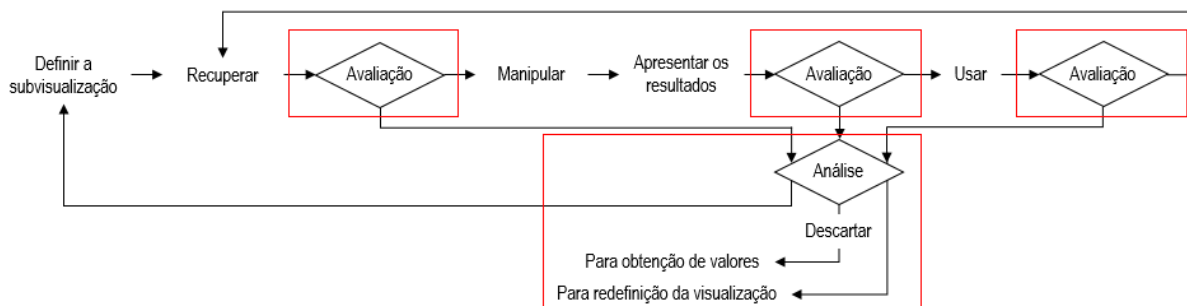 Definir a
subvisualização
Recuperar
Avaliação
Manipular
Apresentar os
resultados
Avaliação
Usar
Avaliação
Análise
Descartar
Para obtenção de valores
Para redefinição da visualização